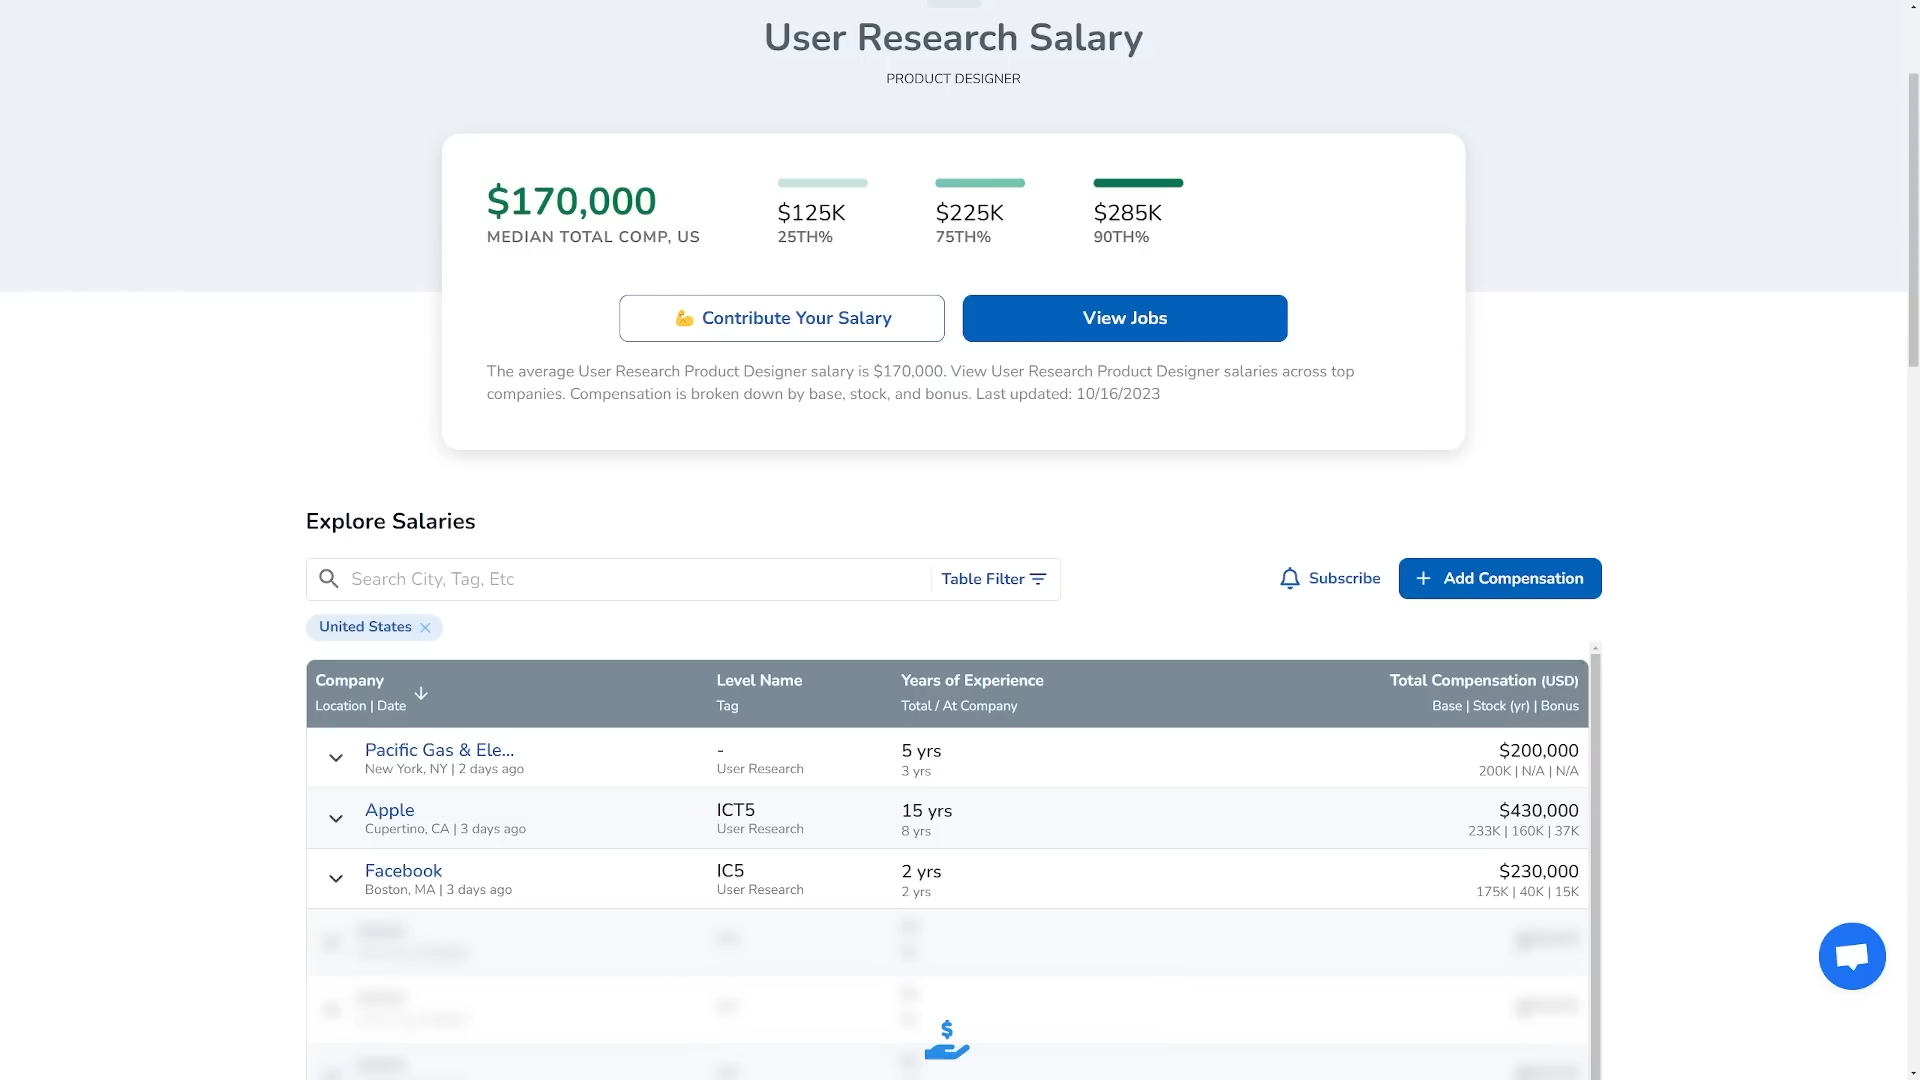 User Research Salary
PRODUCT DESIGNER
$170,000
MEDIAN TOTAL COMP, US
$125K
25TH%
$225K
75TH%
$285K
90TH%
Contribute Your Salary
View Jobs
The average User Research Product Designer salary is $170,000. View User Research Product Designer salaries across top
companies. Compensation is broken down by base, stock, and bonus. Last updated: 10/16/2023
Explore Salaries
Search City, Tag, Etc
Table Filter
Subscribe
Add Compensation
United States
Company
Location | Date
Level Name
Tag
Years of Experience
Total / At Company
Total Compensation (USD)
Base | Stock (yr) | Bonus
Pacific Gas & Ele...
New York, NY | 2 days ago
-
User Research
5 yrs
3 yrs
$200,000
200K | N/A | N/A
Apple
Cupertino, CA | 3 days ago
ICT5
User Research
15 yrs
8 yrs
$430,000
233K | 160K | 37K
Facebook
Boston, MA | 3 days ago
IC5
User Research
2 yrs
2 yrs
$230,000
175K | 40K | 15K